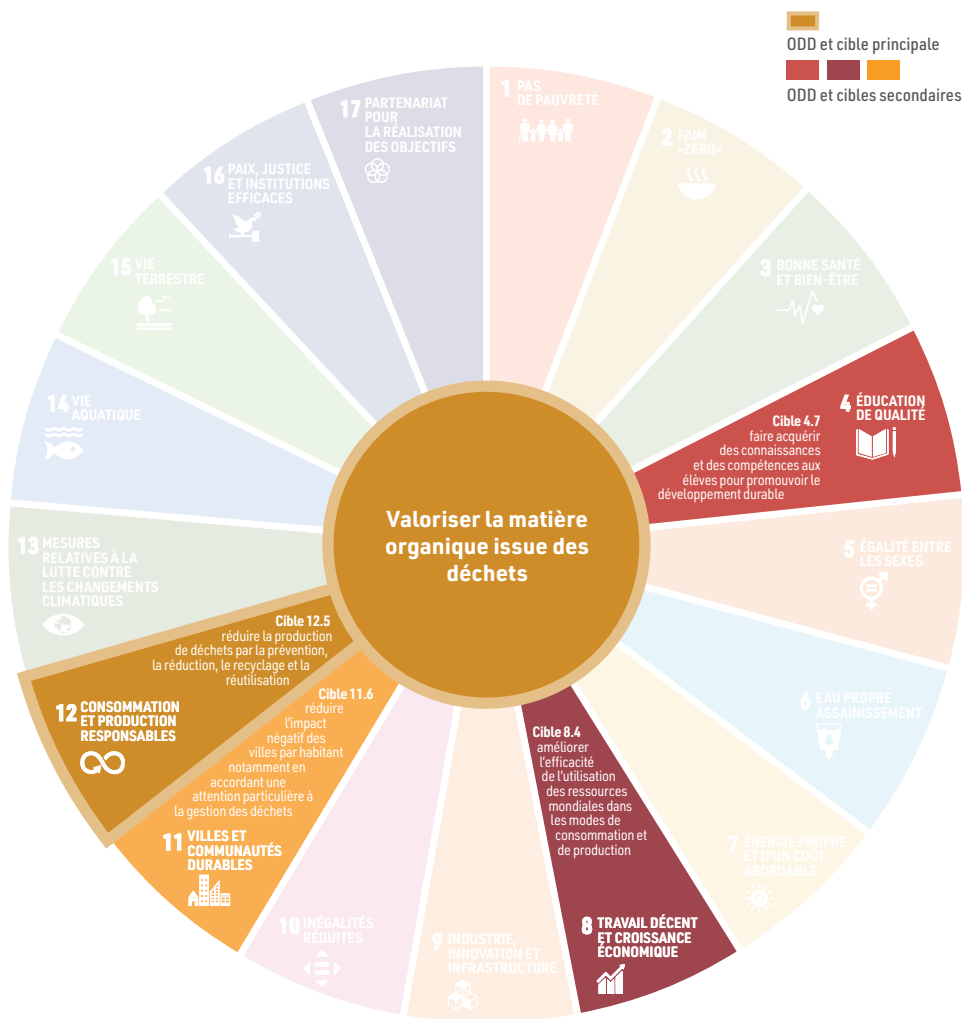 ODD et cible principale
ODD et cibles secondaires
1 PAS
DE PAUVRETÉ
2 FAIM
«ZÉRO»
3 BONNE SANTÉ
ET BIEN-ÊTRE
4 ÉDUCATION
DE QUALITÉ
Cible 4.7
faire acquérir
des connaissances
et des compétences aux
élèves pour promouvoir le
développement durable
5 ÉGALITÉ ENTRE
LES SEXES
6 EAU PROPRE
ASSAINISSEMENT
7 ÉNERGIE PROPRE
ET D'UN COÛT
ABORDABLE
Cible 8.4
améliorer
l'efficacité
de l'utilisation
des ressources
mondiales dans
les modes de
consommation et
de production
8 TRAVAIL DÉCENT
ET CROISSANCE
ÉCONOMIQUE
9 INDUSTRIE,
INNOVATION ET
INFRASTRUCTURE
10 INÉGALITÉS
RÉDUITES
Cible 11.6
réduire
l'impact
négatif des
villes par habitant
notamment en
accordant une
attention particulière à
la gestion des déchets
11 VILLES ET
COMMUNAUTÉS
DURABLES
Cible 12.5
réduire la production
de déchets par la prévention,
la réduction, le recyclage et la
réutilisation
12 CONSOMMATION
ET PRODUCTION
RESPONSABLES
13 MESURES
RELATIVES À LA
LUTTE CONTRE
LES CHANGEMENTS
CLIMATIQUES
14 VIE
AQUATIQUE
15 VIE
TERRESTRE
16 PAIX, JUSTICE
ET INSTITUTIONS
EFFICACES
17 PARTENARIAT
POUR
LA RÉALISATION
DES OBJECTIFS
Valoriser la matière
organique issue des
déchets